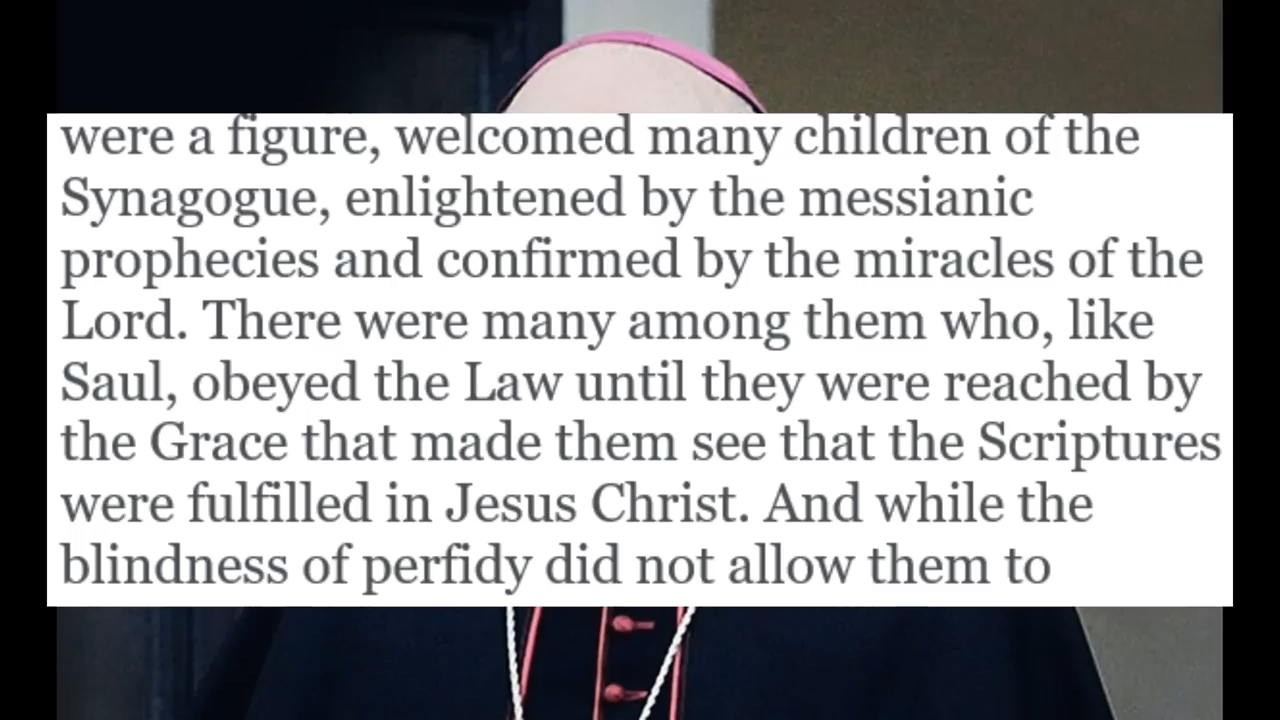 were a figure, welcomed many children of the
Synagogue, enlightened by the messianic
prophecies and confirmed by the miracles of the
Lord. There were many among them who, like
Saul, obeyed the Law until they were reached by
the Grace that made them see that the Scriptures
were fulfilled in Jesus Christ. And while the
blindness of perfidy did not allow them to